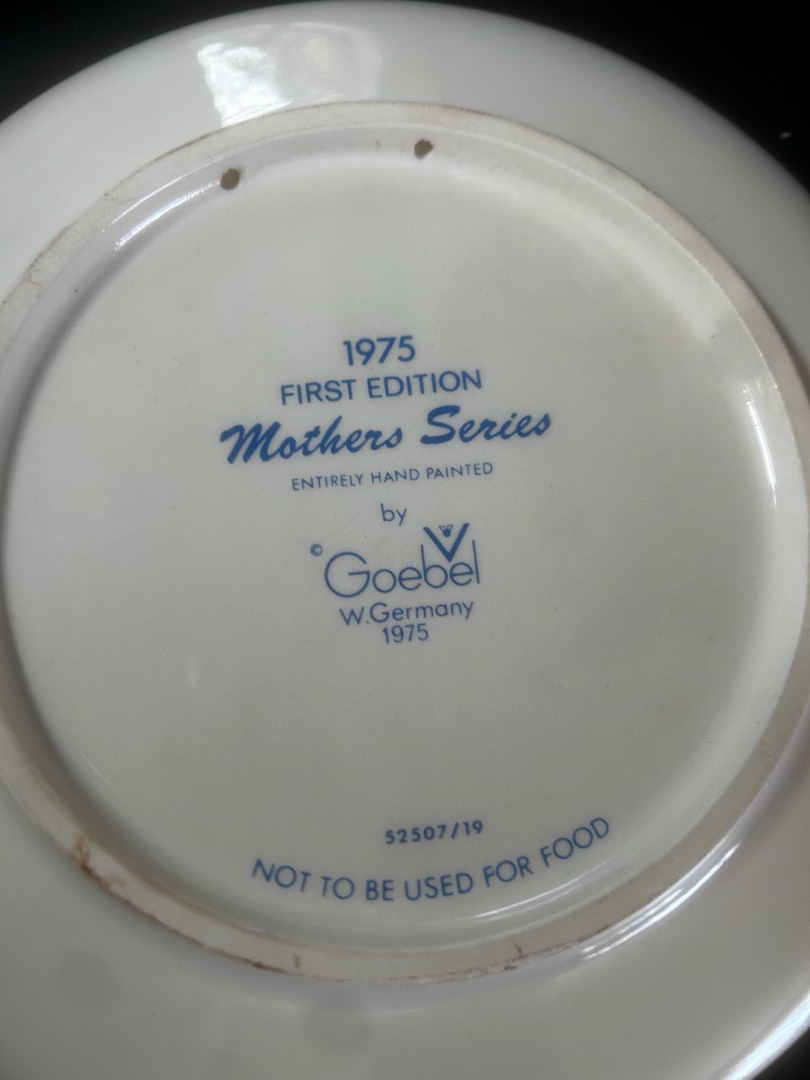 1975
FIRST EDITION
Mothers Series
ENTIRELY HAND PAINTED
by
© Goebel
W.Germany
1975
52507/19
NOT TO BE USED FOR FOOD